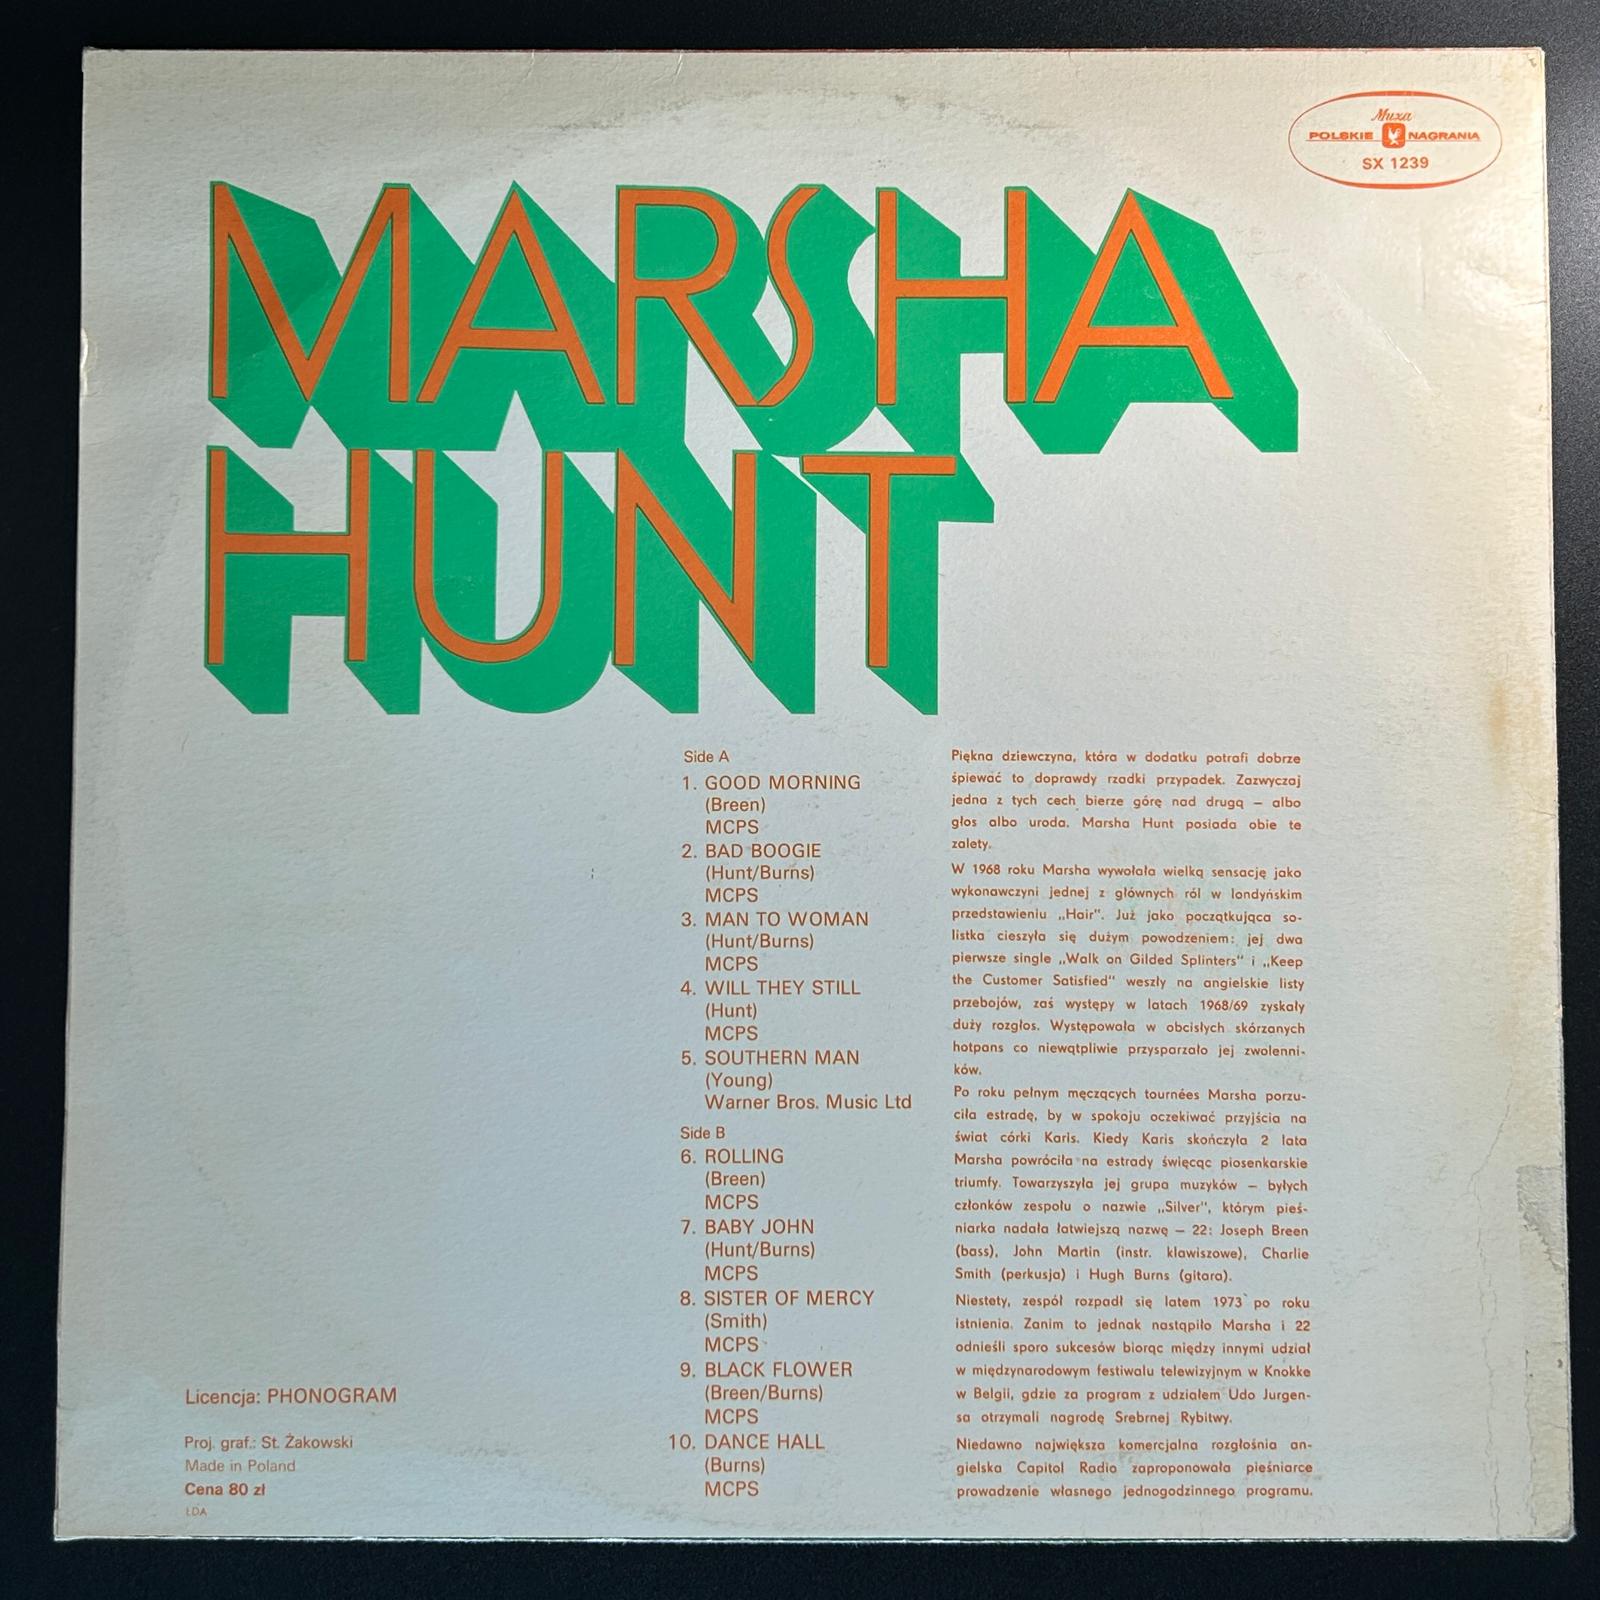 Muza
POLSKIE NAGRANIA
SX 1239
MARSHA
HUNT
Side A
1. GOOD MORNING
(Breen)
MCPS
2. BAD BOOGIE
(Hunt/Burns)
MCPS
3. MAN TO WOMAN
(Hunt/Burns)
MCPS
4. WILL THEY STILL
(Hunt)
MCPS
5. SOUTHERN MAN
(Young)
Warner Bros. Music Ltd
Side B
6. ROLLING
(Breen)
MCPS
7. BABY JOHN
(Hunt/Burns)
MCPS
8. SISTER OF MERCY
(Smith)
MCPS
9. BLACK FLOWER
(Breen/Burns)
MCPS
10. DANCE HALL
(Burns)
MCPS
Piękna dziewczyna, która w dodatku potrafi dobrze
śpiewać to doprawdy rzadki przypadek. Zazwyczaj
jedna z tych cech bierze górę nad drugą — albo
głos albo uroda. Marsha Hunt posiada obie te
zalety.
W 1968 roku Marsha wywołała wielką sensację jako
wykonawczyni jednej z głównych ról w londyńskim
przedstawieniu „Hair". Już jako początkująca so-
listka cieszyła się dużym powodzeniem: jej dwa
pierwsze single „Walk on Gilded Splinters" i „Keep
the Customer Satisfied" weszły na angielskie listy
przebojów, zaś występy w latach 1968/69 zyskały
duży rozgłos. Występowała w obcisłych skórzanych
hotpans co niewątpliwie przysparzało jej zwolenni-
ków.
Po roku pełnym męczących tournées Marsha porzu-
ciła estradę, by w spokoju oczekiwać przyjścia na
świat córki Karis. Kiedy Karis skończyła 2 lata
Marsha powróciła na estrady święcąc piosenkarskie
triumfy. Towarzyszyła jej grupa muzyków — byłych
członków zespołu o nazwie „Silver", którym pieś-
niarka nadała łatwiejszą nazwę — 22: Joseph Breen
(bass), John Martin (instr. klawiszowe), Charlie
Smith (perkusja) i Hugh Burns (gitara).
Niestety, zespół rozpadł się latem 1973 po roku
istnienia. Zanim to jednak nastąpiło Marsha i 22
odnieśli sporo sukcesów biorąc między innymi udział
w międzynarodowym festiwalu telewizyjnym w Knokke
w Belgii, gdzie za program z udziałem Udo Jurgen-
sa otrzymali nagrodę Srebrnej Rybitwy.
Niedawno największa komercjalna rozgłośnia an-
gielska Capitol Radio zaproponowała pieśniarce
prowadzenie własnego jednogodzinnego programu.
Licencja: PHONOGRAM
Proj. graf.: St. Żakowski
Made in Poland
Cena 80 zł
ŁDA